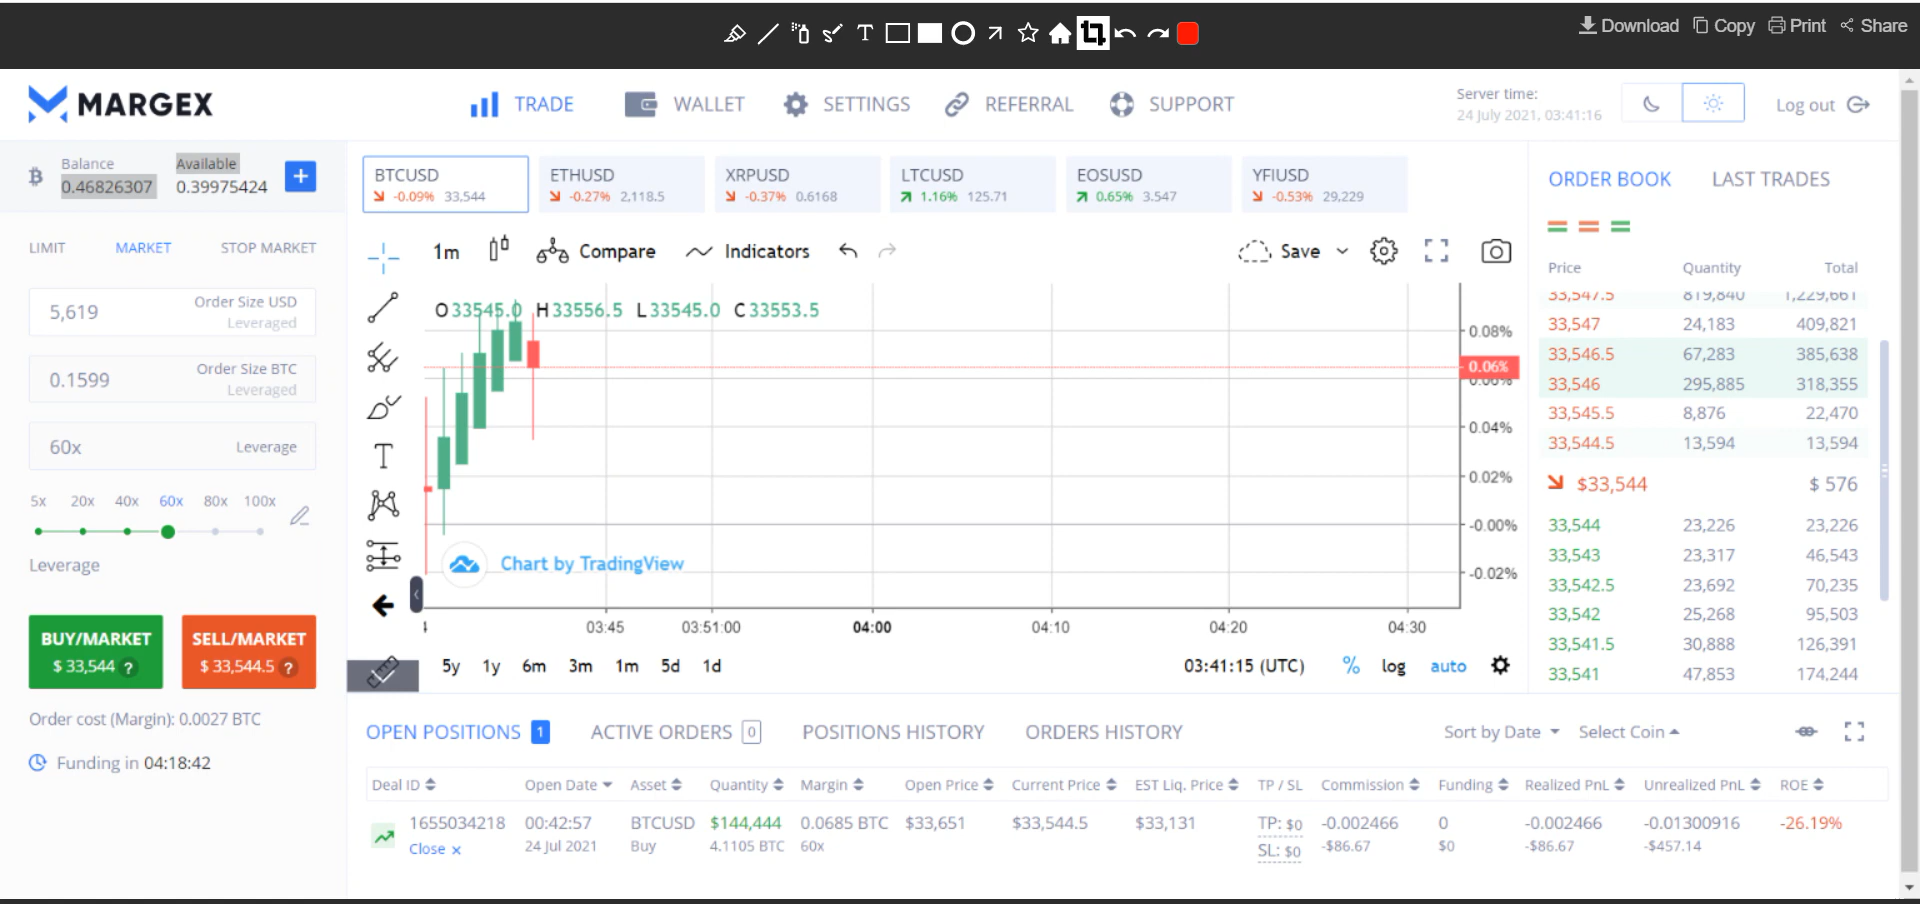 Download Copy Print Share
MARGEX
TRADE WALLET SETTINGS REFERRAL SUPPORT
Server time:
24 July 2021, 03:41:16
Log out
Balance Available
0.46826307 0.39975424 +
LIMIT MARKET STOP MARKET
5,619 Order Size USD
Leveraged
0.1599 Order Size BTC
Leveraged
60x Leverage
5x 20x 40x 60x 80x 100x
Leverage
BUY/MARKET SELL/MARKET
$ 33,544 ? $ 33,544.5 ?
Order cost (Margin): 0.0027 BTC
Funding in 04:18:42
BTCUSD ETHUSD XRPUSD LTCUSD EOSUSD YFIUSD
-0.09% 33,544 -0.27% 2,118.5 -0.37% 0.6168 1.16% 125.71 0.65% 3.547 -0.53% 29,229
1m Compare Indicators Save
O33545.0 H33556.5 L33545.0 C33553.5
0.08%
0.06%
0.06%
0.04%
0.02%
-0.00%
-0.02%
T
Chart by TradingView
03:45 03:51:00 04:00 04:10 04:20 04:30
5y 1y 6m 3m 1m 5d 1d 03:41:15 (UTC) % log auto
ORDER BOOK LAST TRADES
Price Quantity Total
33,547.5 819,840 1,229,661
33,547 24,183 409,821
33,546.5 67,283 385,638
33,546 295,885 318,355
33,545.5 8,876 22,470
33,544.5 13,594 13,594
$33,544 $ 576
33,544 23,226 23,226
33,543 23,317 46,543
33,542.5 23,692 70,235
33,542 25,268 95,503
33,541.5 30,888 126,391
33,541 47,853 174,244
OPEN POSITIONS 1 ACTIVE ORDERS 0 POSITIONS HISTORY ORDERS HISTORY Sort by Date Select Coin
Deal ID Open Date Asset Quantity Margin Open Price Current Price EST Liq. Price TP / SL Commission Funding Realized PnL Unrealized PnL ROE
1655034218 00:42:57 BTCUSD $144,444 0.0685 BTC $33,651 $33,544.5 $33,131 TP: $0 -0.002466 0 -0.002466 -0.01300916 -26.19%
Close x 24 Jul 2021 Buy 4.1105 BTC 60x SL: $0 -$86.67 $0 -$86.67 -$457.14